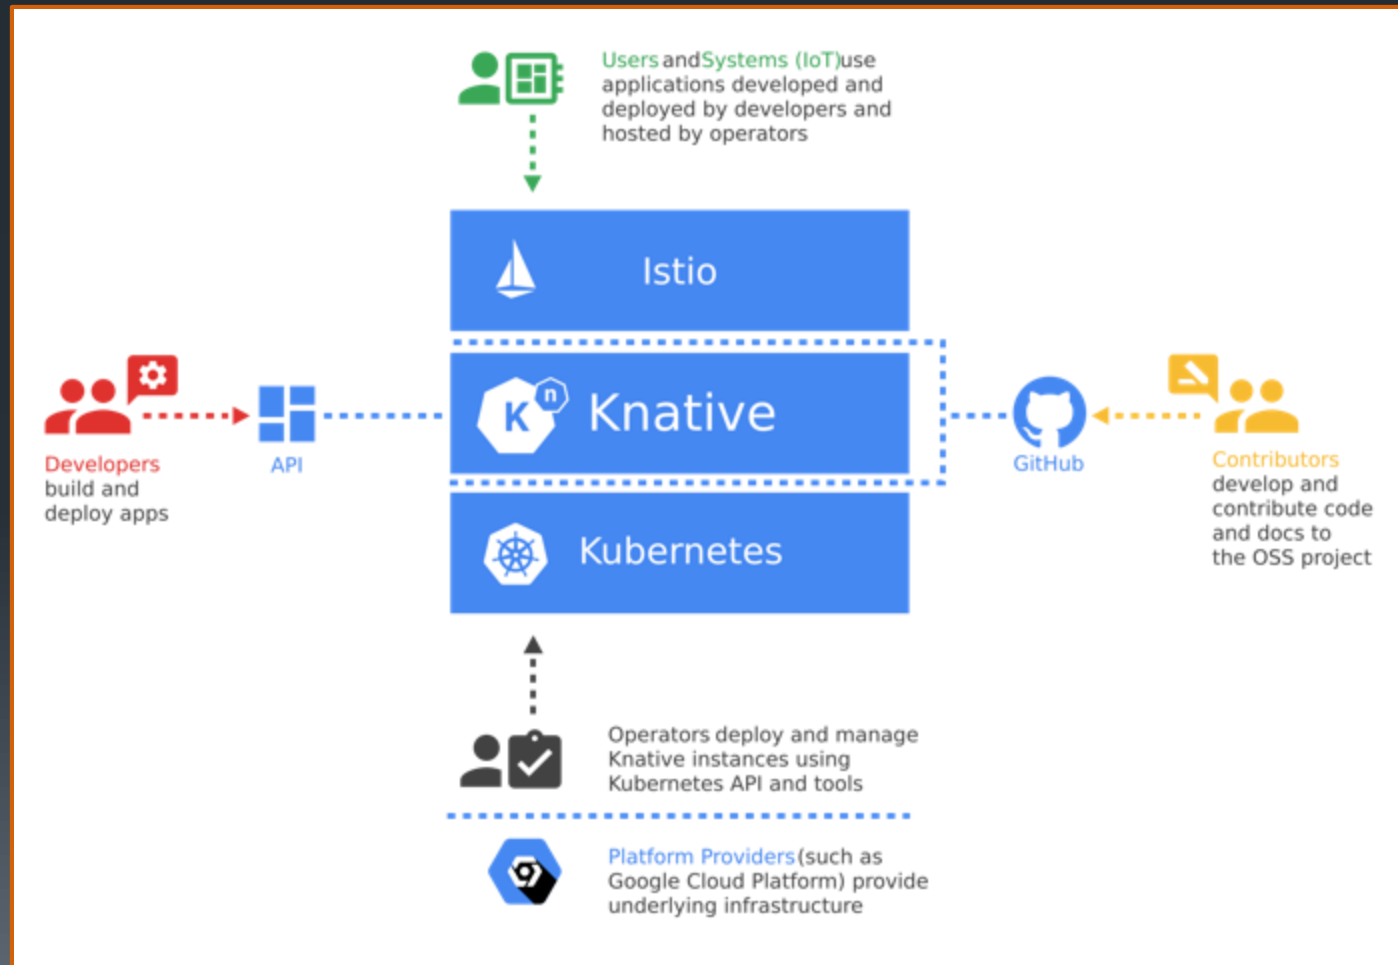 Users and Systems (IoT) use
applications developed and
deployed by developers and
hosted by operators
Istio
K n Knative
Developers
build and
deploy apps
API
GitHub
Contributors
develop and
contribute code
and docs to
the OSS project
Kubernetes
Operators deploy and manage
Knative instances using
Kubernetes API and tools
Platform Providers (such as
Google Cloud Platform) provide
underlying infrastructure